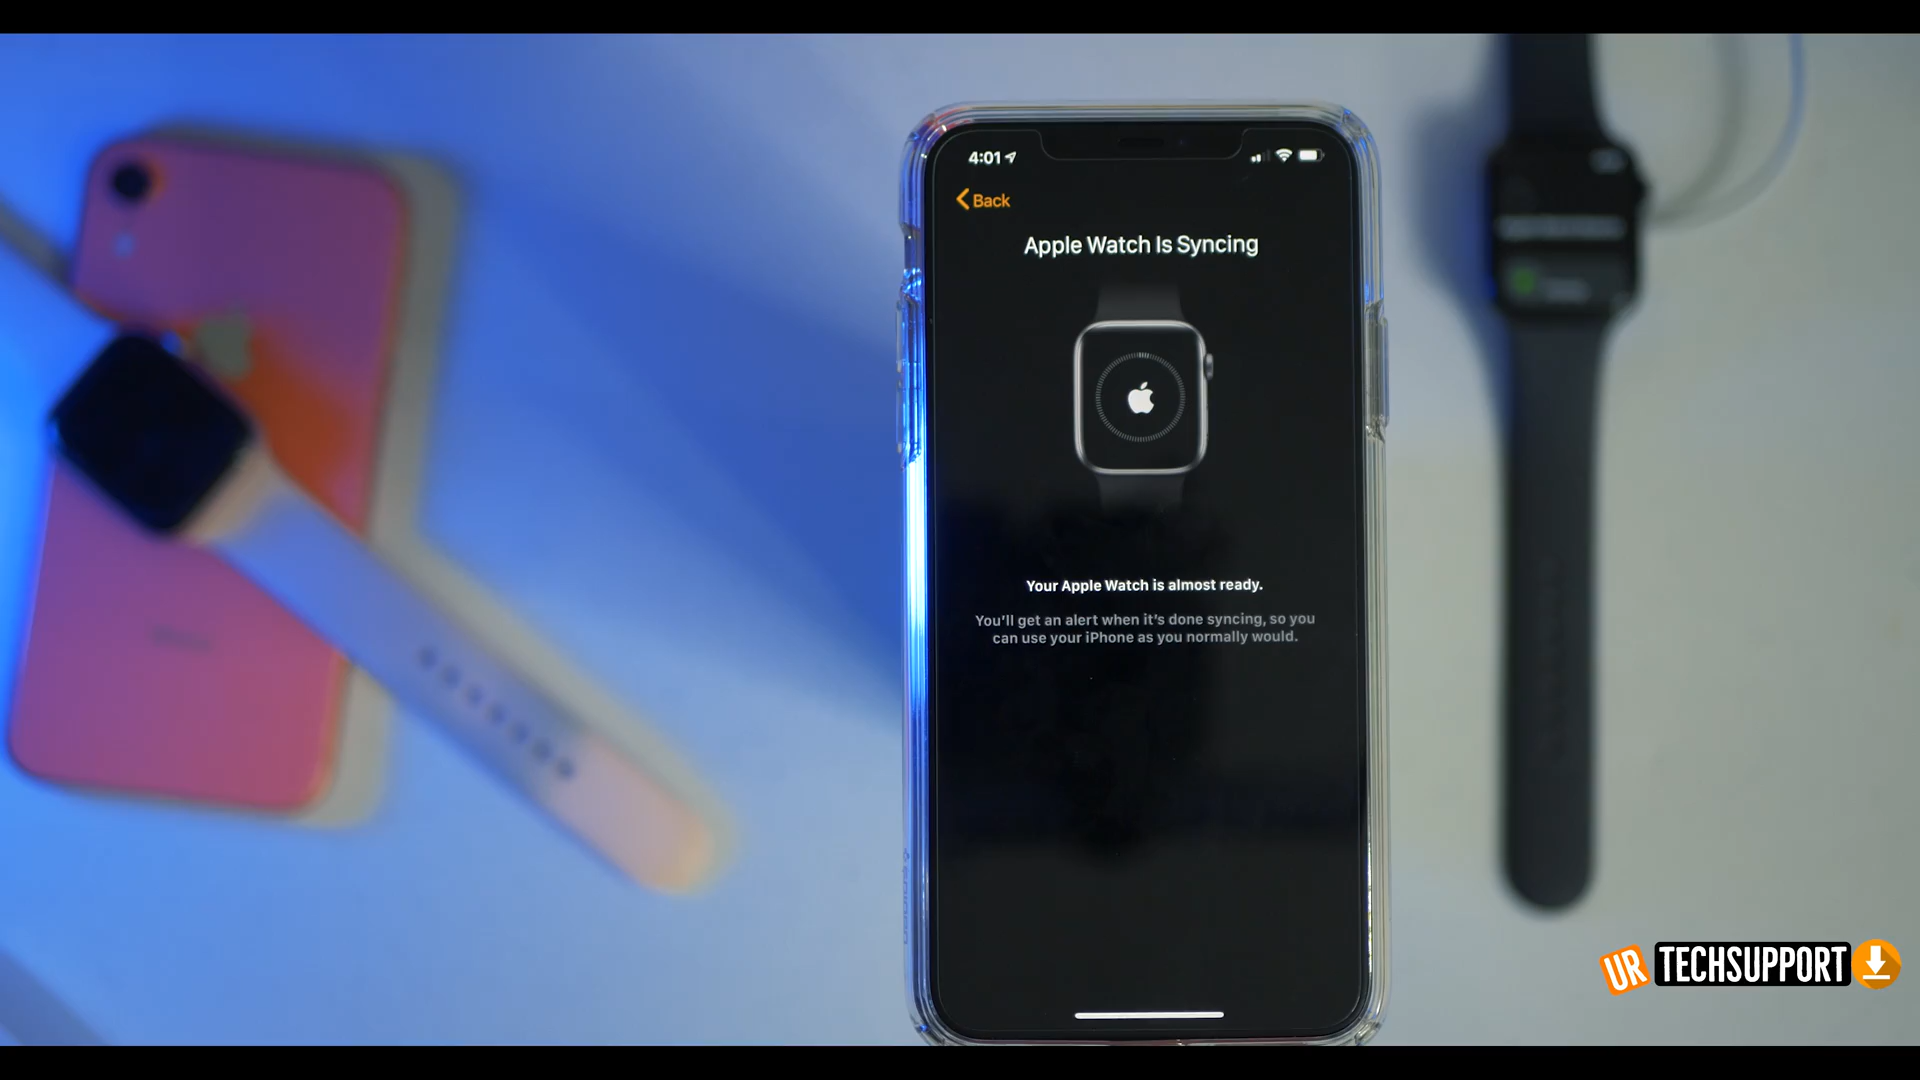 4:01
Back
Apple Watch Is Syncing
Your Apple Watch is almost ready.
You'll get an alert when it's done syncing, so you
can use your iPhone as you normally would.
UR TECHSUPPORT